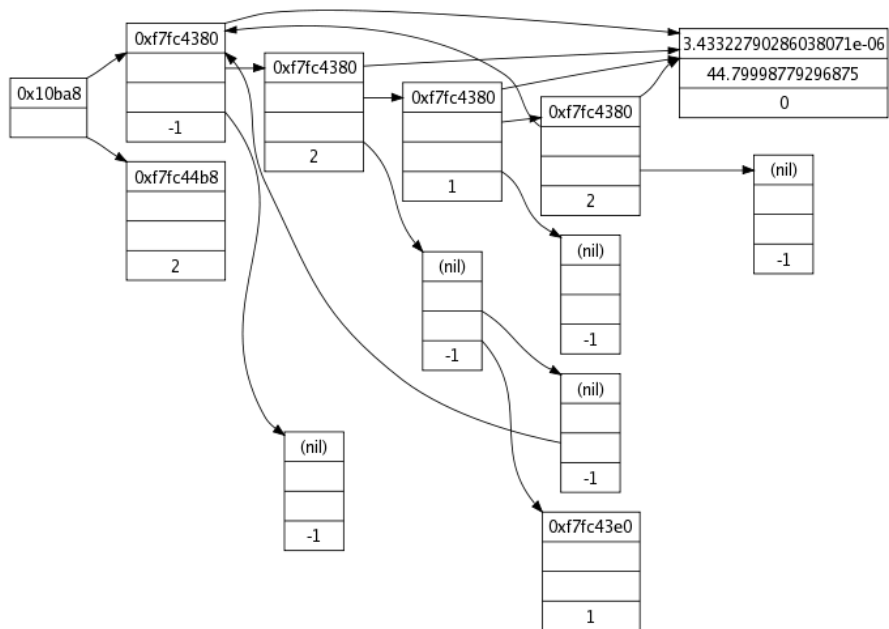 0xf7fc4380
3.43322790286038071e-06
0xf7fc4380
44.79998779296875
0x10ba8
0xf7fc4380
0
0xf7fc4380
-1
2
(nil)
0xf7fc44b8
1
2
(nil)
-1
2
(nil)
-1
-1
(nil)
(nil)
-1
-1
0xf7fc43e0
1